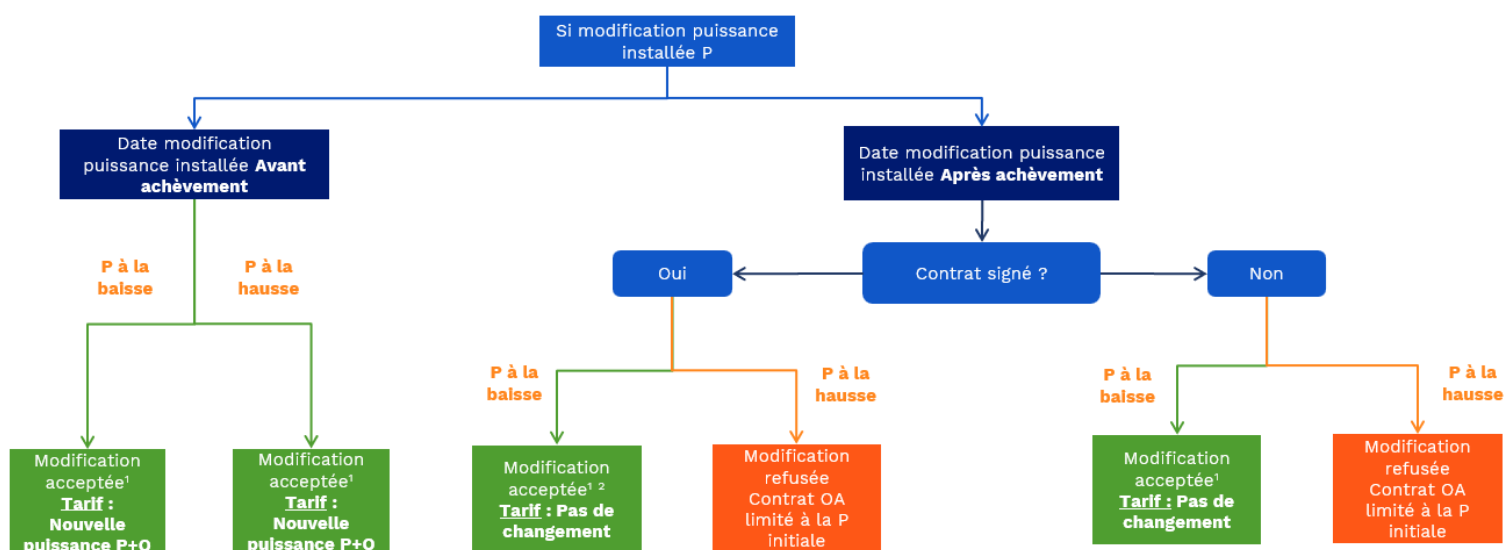 Si modification puissance
installée P
Date modification
puissance installée Avant
achèvement
Date modification puissance
installée Après achèvement
Oui
Contrat signé ?
Non
P à la
baisse
P à la
hausse
P à la
baisse
P à la
hausse
P à la
baisse
P à la
hausse
Modification
acceptée¹
Tarif :
Nouvelle
puissance P+Q
Modification
acceptée¹
Tarif :
Nouvelle
puissance P+Q
Modification
acceptée¹ ²
Tarif : Pas de
changement
Modification
refusée
Contrat OA
limité à la P
initiale
Modification
acceptée¹
Tarif : Pas de
changement
Modification
refusée
Contrat OA
limité à la P
initiale